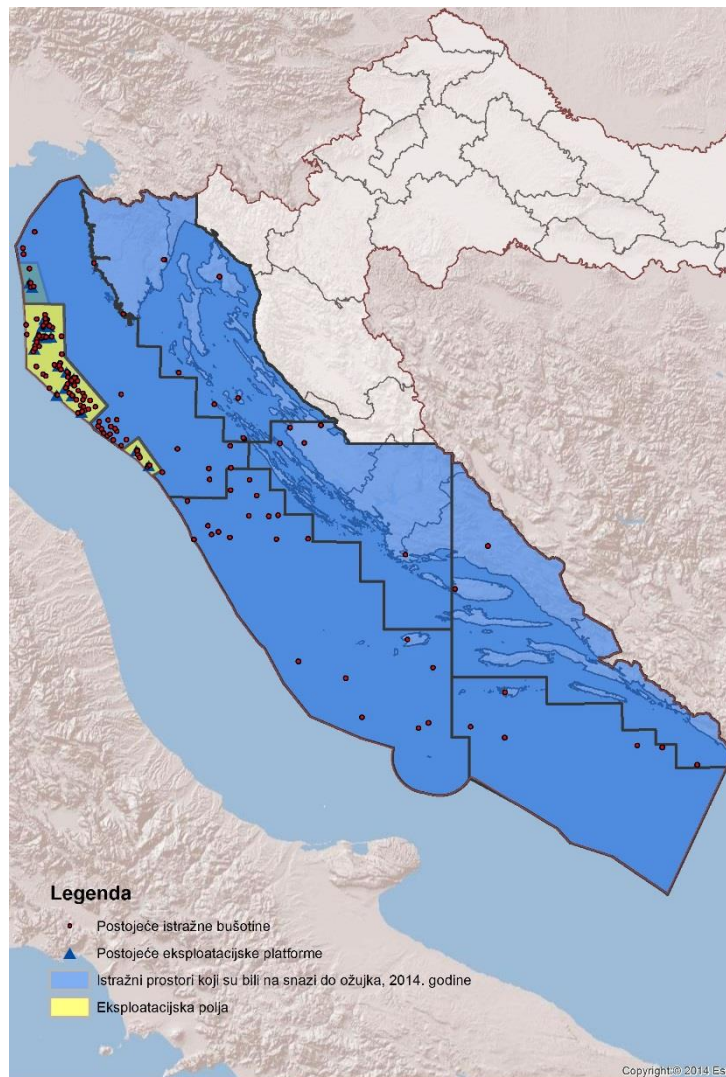 Legenda
Postojeće istražne bušotine
Postojeće eksploatacijske platforme
Istražni prostori koji su bili na snazi do ožujka, 2014. godine
Eksploatacijska polja
Copyright:© 2014 Es